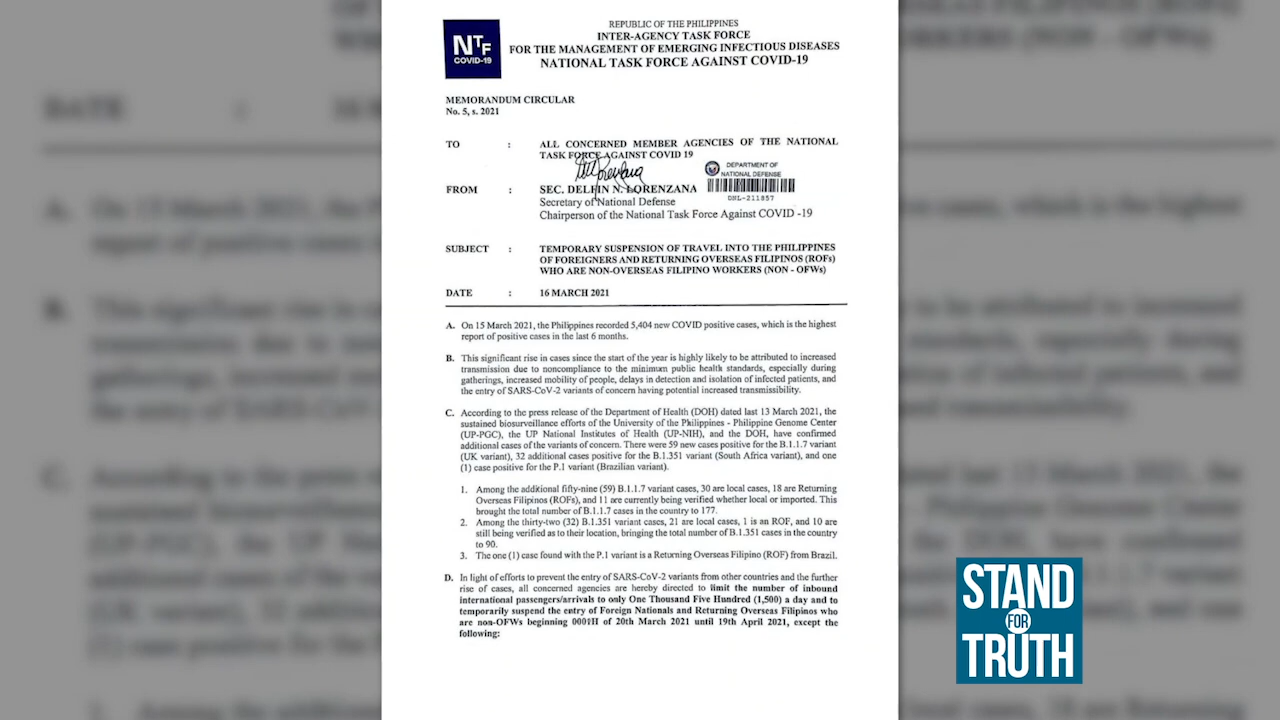 NTF
COVID-19
REPUBLIC OF THE PHILIPPINES
INTER-AGENCY TASK FORCE
FOR THE MANAGEMENT OF EMERGING INFECTIOUS DISEASES
NATIONAL TASK FORCE AGAINST COVID-19
MEMORANDUM CIRCULAR
No. 5, s. 2021
TO : ALL CONCERNED MEMBER AGENCIES OF THE NATIONAL
TASK FORCE AGAINST COVID 19
DEPARTMENT OF
NATIONAL DEFENSE
FROM : SEC. DELFIN N. LORENZANA
Secretary of National Defense
Chairperson of the National Task Force Against COVID -19
SUBJECT : TEMPORARY SUSPENSION OF TRAVEL INTO THE PHILIPPINES
OF FOREIGNERS AND RETURNING OVERSEAS FILIPINOS (ROFs)
WHO ARE NON-OVERSEAS FILIPINO WORKERS (NON - OFWs)
DATE : 16 MARCH 2021
A. On 15 March 2021, the Philippines recorded 5,404 new COVID positive cases, which is the highest
report of positive cases in the last 6 months.
B. This significant rise in cases since the start of the year is highly likely to be attributed to increased
transmission due to noncompliance to the minimum public health standards, especially during
gatherings, increased mobility of people, delays in detection and isolation of infected patients, and
the entry of SARS-CoV-2 variants of concern having potential increased transmissibility.
C. According to the press release of the Department of Health (DOH) dated last 13 March 2021, the
sustained biosurveillance efforts of the University of the Philippines - Philippine Genome Center
(UP-PGC), the UP National Institutes of Health (UP-NIH), and the DOH, have confirmed
additional cases of the variants of concern. There were 59 new cases positive for the B.1.1.7 variant
(UK variant), 32 additional cases positive for the B.1.351 variant (South Africa variant), and one
(1) case positive for the P.1 variant (Brazilian variant).
1. Among the additional fifty-nine (59) B.1.1.7 variant cases, 30 are local cases, 18 are Returning
Overseas Filipinos (ROFs), and 11 are currently being verified whether local or imported. This
brought the total number of B.1.1.7 cases in the country to 177.
2. Among the thirty-two (32) B.1.351 variant cases, 21 are local cases, 1 is an ROF, and 10 are
still being verified as to their location, bringing the total number of B.1.351 cases in the country
to 90.
3. The one (1) case found with the P.1 variant is a Returning Overseas Filipino (ROF) from Brazil.
D. In light of efforts to prevent the entry of SARS-CoV-2 variants from other countries and the further
rise of cases, all concerned agencies are hereby directed to limit the number of inbound
international passengers/arrivals to only One Thousand Five Hundred (1,500) a day and to
temporarily suspend the entry of Foreign Nationals and Returning Overseas Filipinos who
are non-OFWs beginning 0001H of 20th March 2021 until 19th April 2021, except the
following:
STAND
FOR
TRUTH